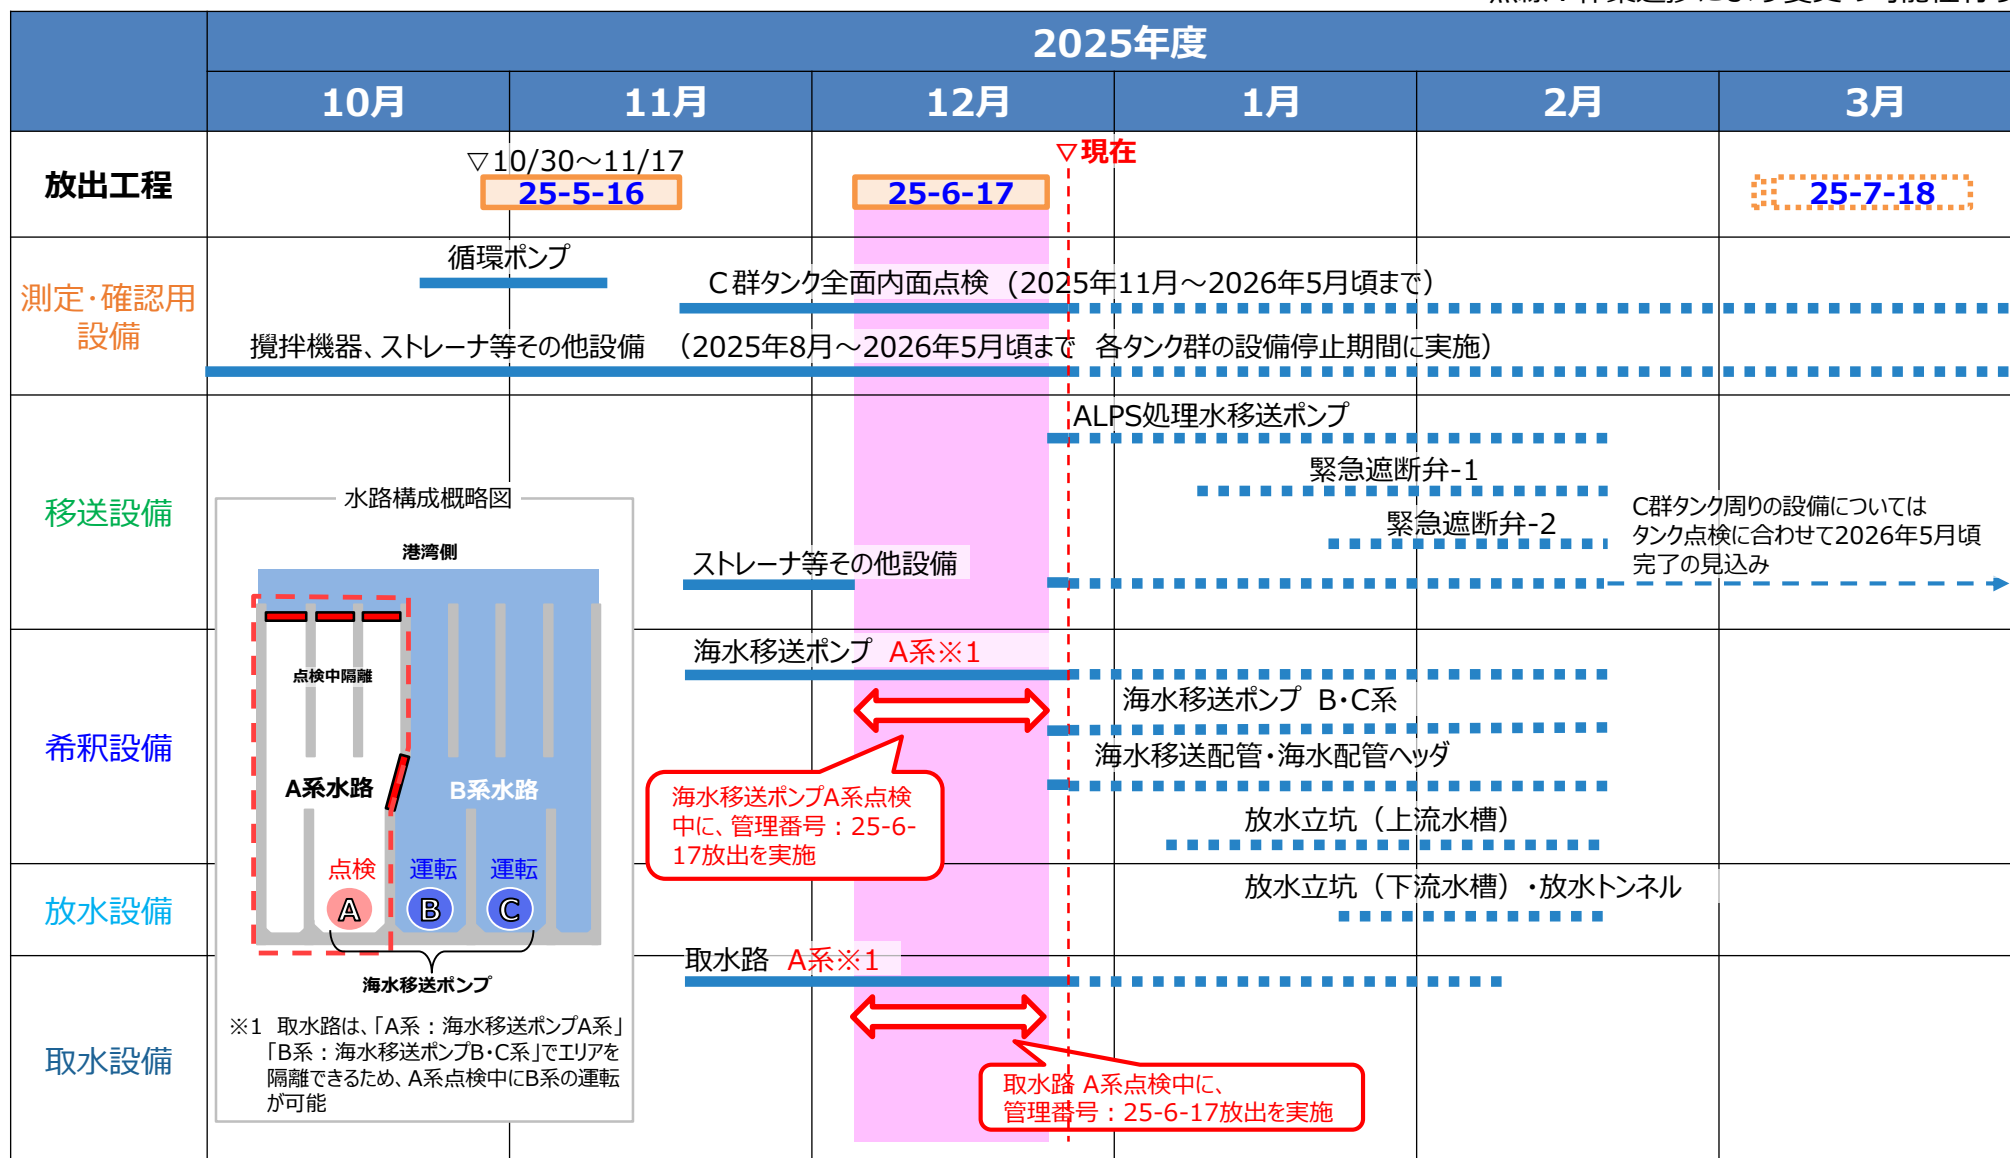 2025年度
10月
11月
12月
1月
2月
3月
放出工程
▽10/30～11/17
25-5-16
25-6-17
▽現在
25-7-18
測定・確認用
設備
循環ポンプ
C群タンク全面内面点検 (2025年11月～2026年5月頃まで)
攪拌機器、ストレーナ等その他設備 （2025年8月～2026年5月頃まで 各タンク群の設備停止期間に実施）
移送設備
ALPS処理水移送ポンプ
緊急遮断弁-1
緊急遮断弁-2
ストレーナ等その他設備
C群タンク周りの設備については
タンク点検に合わせて2026年5月頃
完了の見込み
希釈設備
海水移送ポンプ A系※1
海水移送ポンプ B・C系
海水移送配管・海水配管ヘッダ
海水移送ポンプA系点検
中に、管理番号：25-6-
17放出を実施
放水立坑（上流水槽）
放水設備
放水立坑（下流水槽）・放水トンネル
取水設備
取水路 A系※1
取水路 A系点検中に、
管理番号：25-6-17放出を実施
水路構成概略図
港湾側
点検中隔離
A系水路
B系水路
点検
運転
運転
A
B
C
海水移送ポンプ
※1 取水路は、「A系：海水移送ポンプA系」
「B系：海水移送ポンプB・C系」でエリアを
隔離できるため、A系点検中にB系の運転
が可能